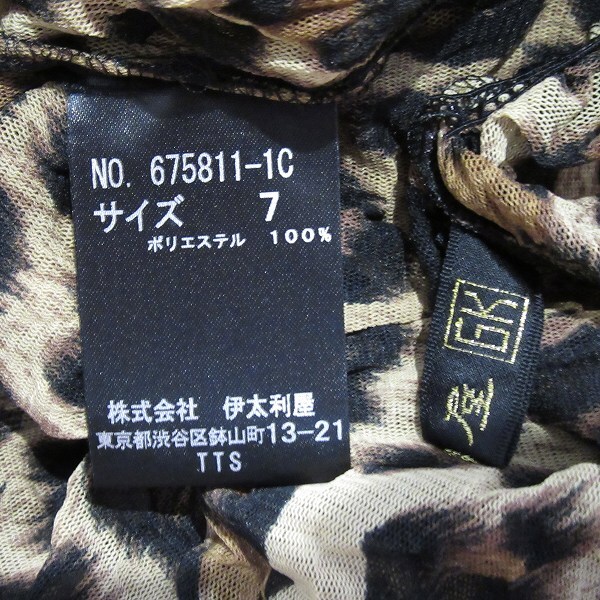 NO. 675811-1C
サイズ 7
ポリエステル 100%
株式会社 伊太利屋
東京都渋谷区鉢山町13-21
TTS
GK
屋